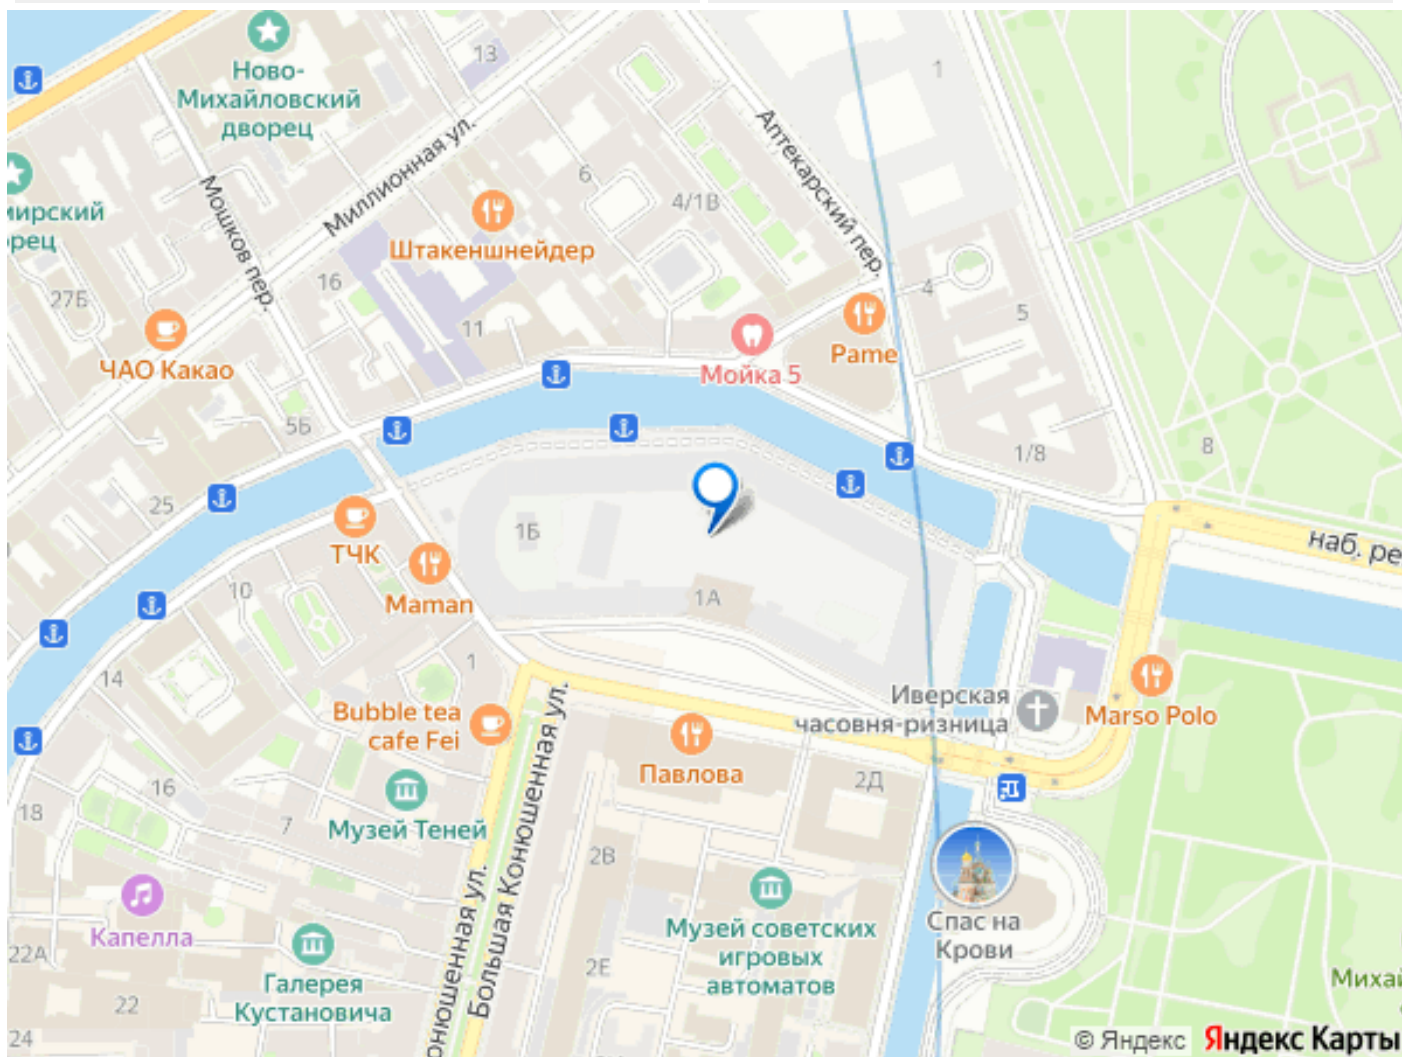 13
1
Ново-
Михайловский
дворец
Миллионная ул.
Аптекарский пер.
Мошков пер.
6
4/1В
мирский
рец
Штакеншнейдер
27Б
16
11
4
5
ЧАО Какао
Мойка 5
Pame
5Б
1/8
8
25
1Б
ТЧК
наб. ре
10
Maman
1А
14
1
Иверская
часовня-ризница
Marso Polo
Bubble tea
cafe Fei
Большая Конюшенная ул.
Павлова
2Д
16
18
7
Музей Теней
2В
Капелла
Музей советских
игровых
автоматов
Спас на
Крови
22А
Галерея
Кустановича
онюшенная ул.
2Е
22
24
Михай
© Яндекс
Яндекс Карты